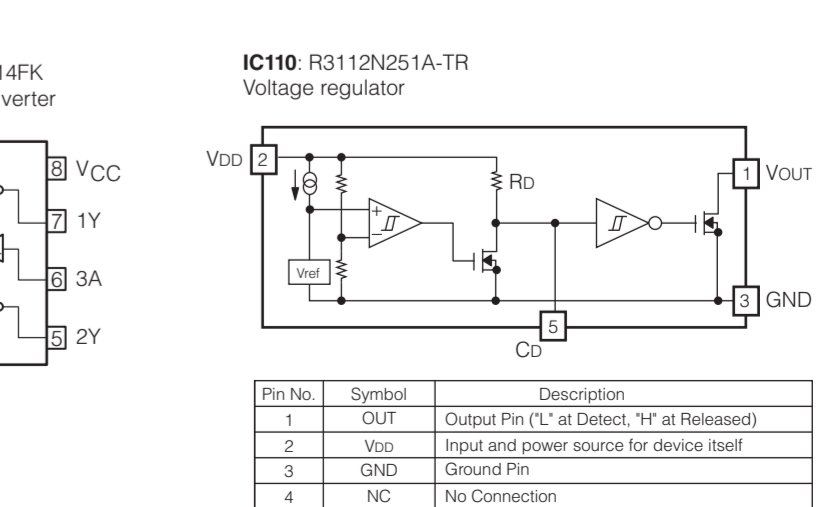 14FK
verter
8 VCC
7 1Y
6 3A
5 2Y
IC110: R3112N251A-TR
Voltage regulator
VDD 2
RD
1 VOUT
+
−
Vref
3 GND
5
CD
Pin No. Symbol Description
1 OUT Output Pin ("L" at Detect, "H" at Released)
2 VDD Input and power source for device itself
3 GND Ground Pin
4 NC No Connection